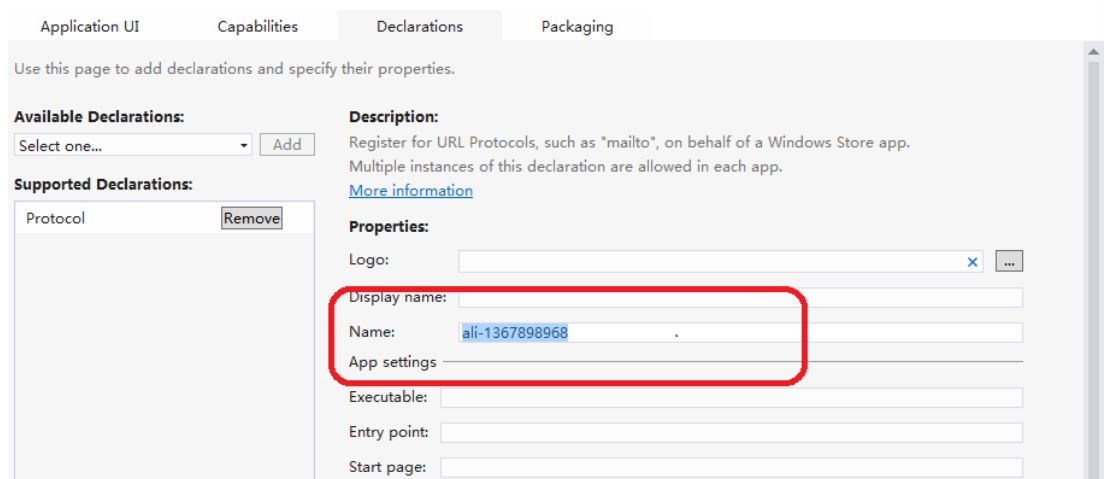 Application UI Capabilities Declarations Packaging
Use this page to add declarations and specify their properties.
Available Declarations:
Select one... Add
Supported Declarations:
Protocol Remove
Description:
Register for URL Protocols, such as "mailto", on behalf of a Windows Store app.
Multiple instances of this declaration are allowed in each app.
More information
Properties:
Logo: ...
Display name:
Name: ali-1367898968
App settings
Executable:
Entry point:
Start page: